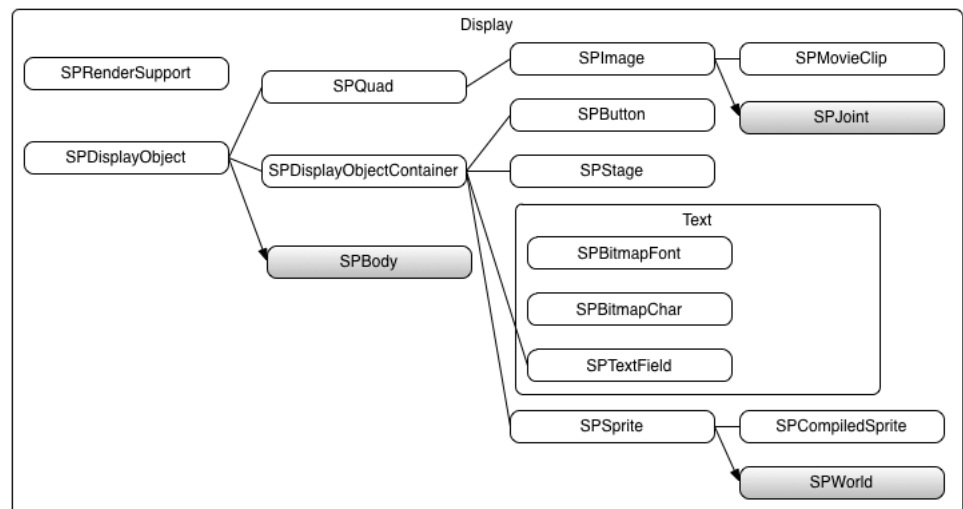 Display
SPRenderSupport
SPDisplayObject
SPQuad
SPDisplayObjectContainer
SPBody
SPImage
SPButton
SPStage
Text
SPBitmapFont
SPBitmapChar
SPTextField
SPSprite
SPMovieClip
SPJoint
SPCompiledSprite
SPWorld